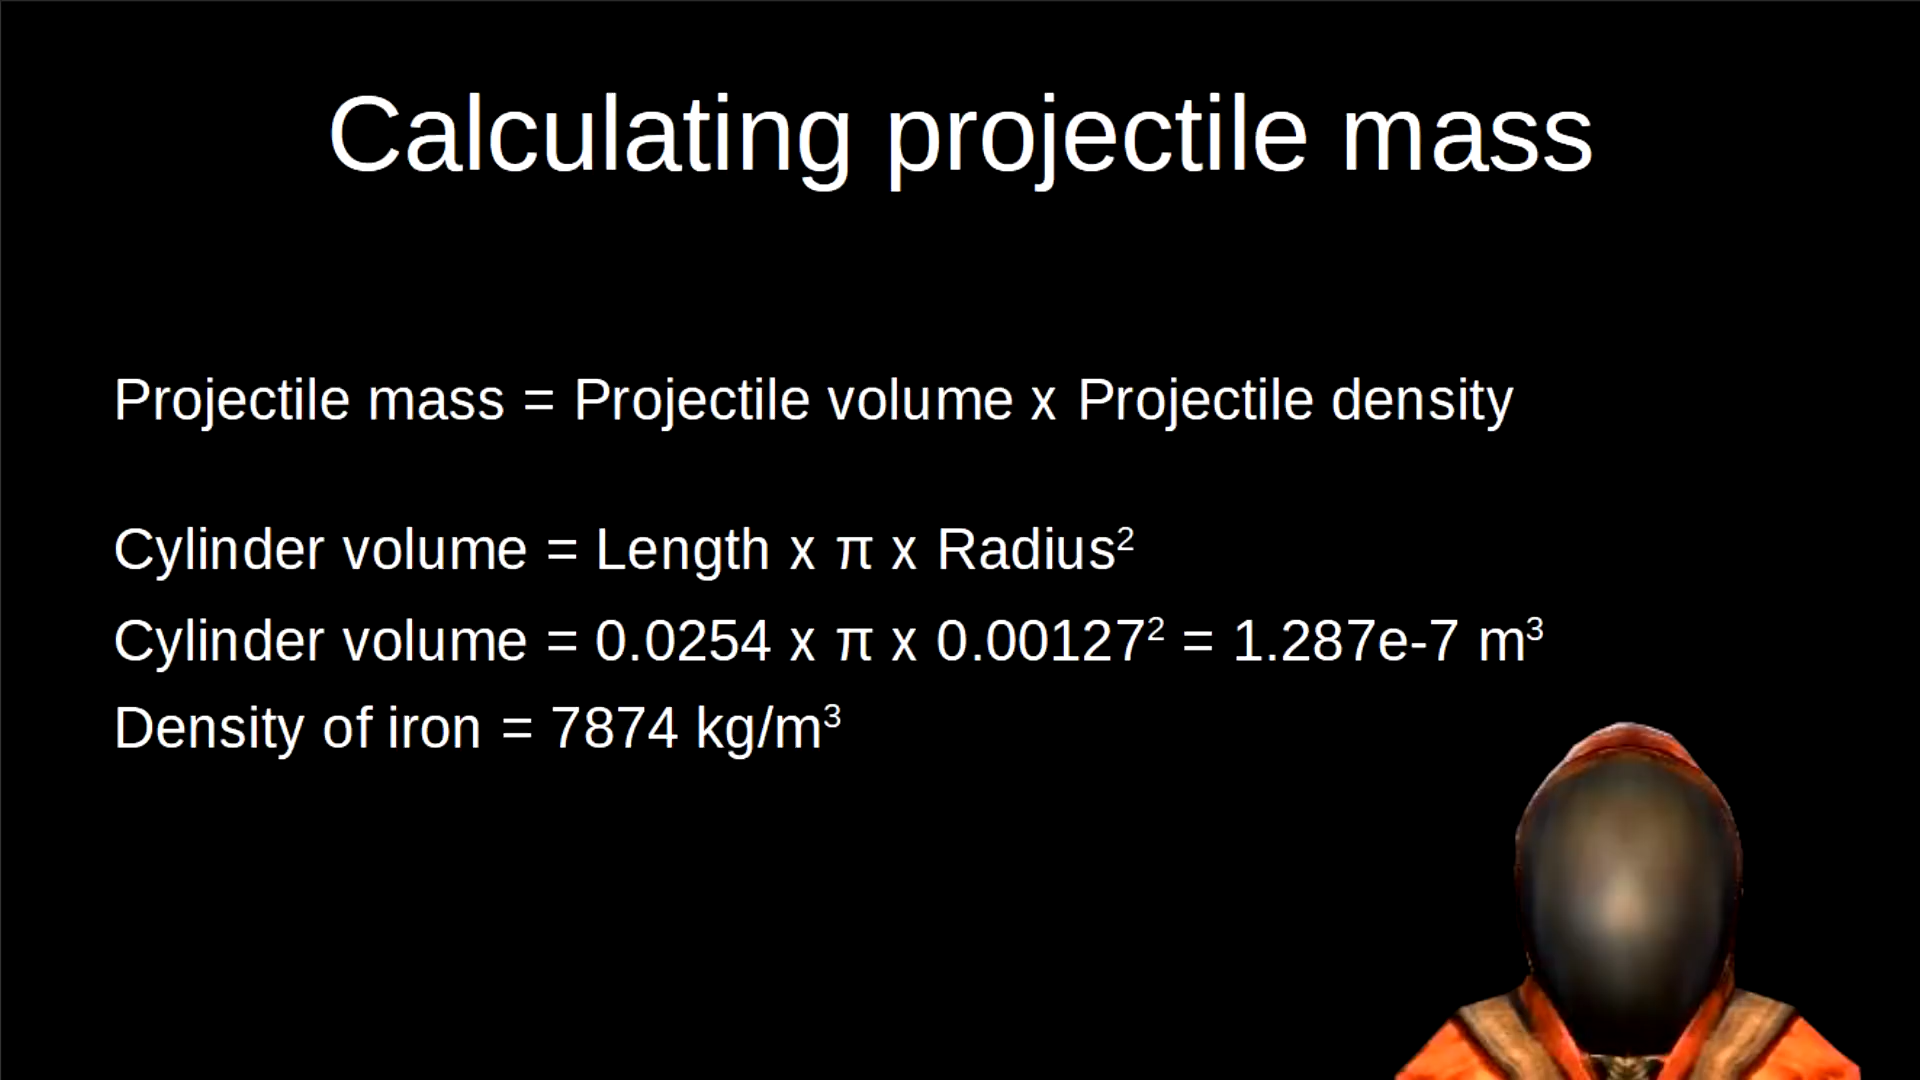 Calculating projectile mass
Projectile mass = Projectile volume x Projectile density
Cylinder volume = Length x π x Radius²
Cylinder volume = 0.0254 x π x 0.00127² = 1.287e-7 m³
Density of iron = 7874 kg/m³